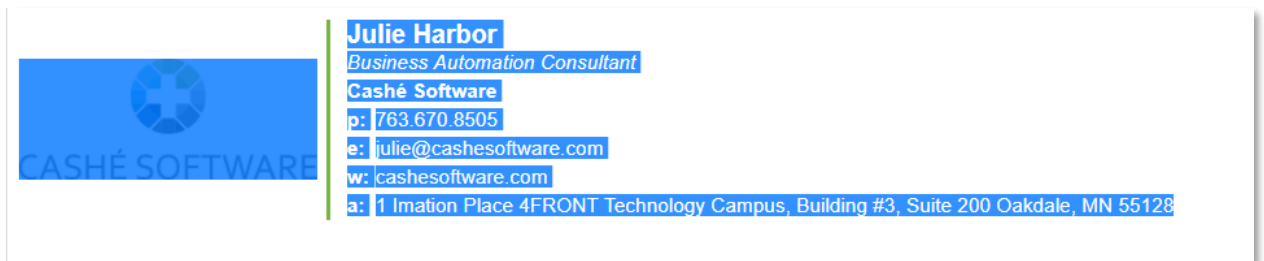 CASHÉ SOFTWARE
Julie Harbor
Business Automation Consultant
Cashé Software
p: 763.670.8505
e: julie@cashesoftware.com
w: cashesoftware.com
a: 1 Imation Place 4FRONT Technology Campus, Building #3, Suite 200 Oakdale, MN 55128